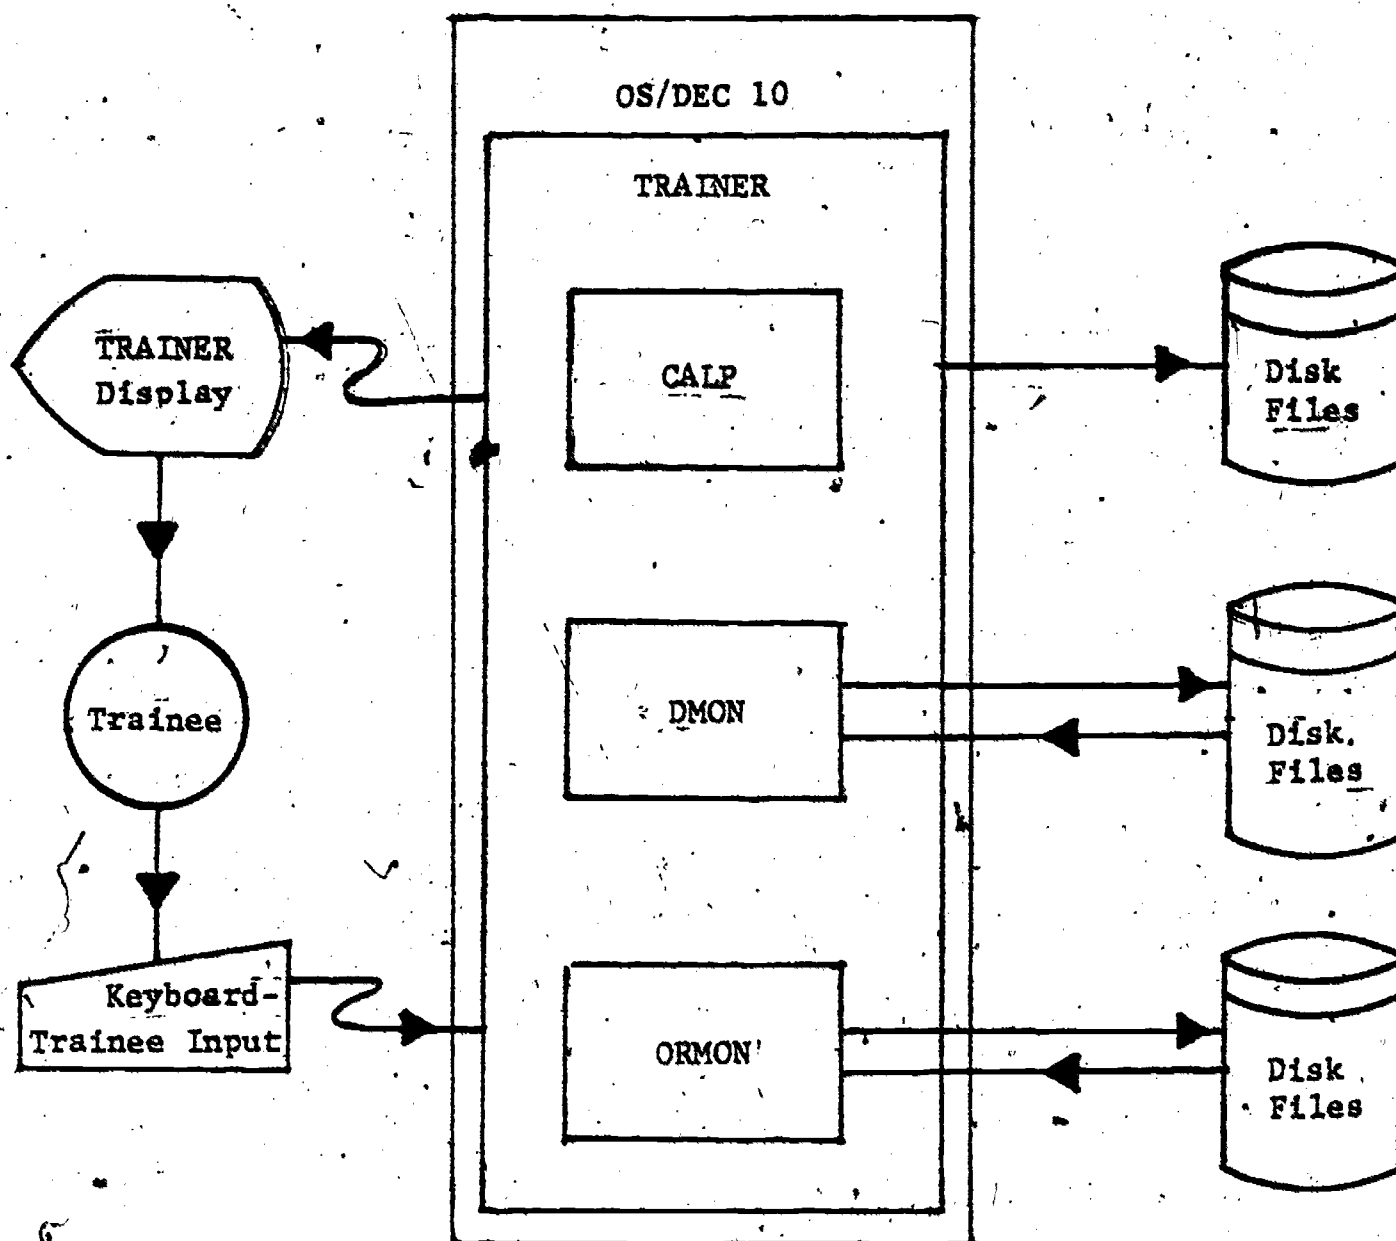 OS/DEC 10
TRAINER
TRAINER
Display
CALP
Disk
Files
Trainee
DMON
Disk
Files
Keyboard-
Trainee Input
ORMON
Disk
Files